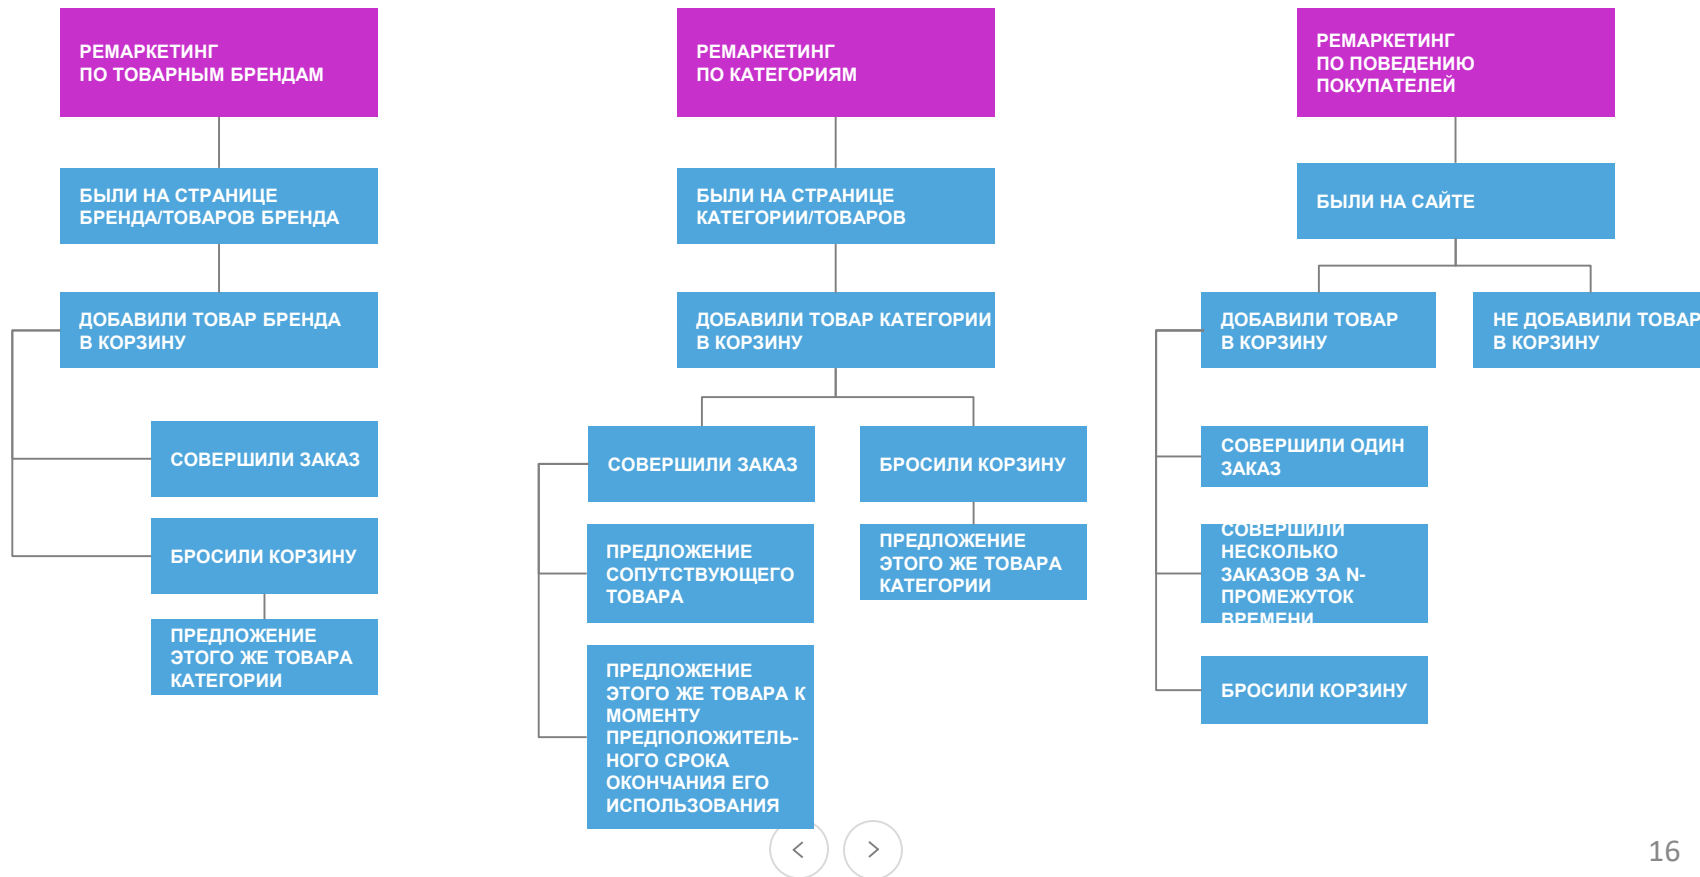 РЕМАРКЕТИНГ
ПО ТОВАРНЫМ БРЕНДАМ
БЫЛИ НА СТРАНИЦЕ
БРЕНДА/ТОВАРОВ БРЕНДА
ДОБАВИЛИ ТОВАР БРЕНДА
В КОРЗИНУ
СОВЕРШИЛИ ЗАКАЗ
БРОСИЛИ КОРЗИНУ
ПРЕДЛОЖЕНИЕ
ЭТОГО ЖЕ ТОВАРА
КАТЕГОРИИ
РЕМАРКЕТИНГ
ПО КАТЕГОРИЯМ
БЫЛИ НА СТРАНИЦЕ
КАТЕГОРИИ/ТОВАРОВ
ДОБАВИЛИ ТОВАР КАТЕГОРИИ
В КОРЗИНУ
СОВЕРШИЛИ ЗАКАЗ
ПРЕДЛОЖЕНИЕ
СОПУТСТВУЮЩЕГО
ТОВАРА
ПРЕДЛОЖЕНИЕ
ЭТОГО ЖЕ ТОВАРА К
МОМЕНТУ
ПРЕДПОЛОЖИТЕЛЬ-
НОГО СРОКА
ОКОНЧАНИЯ ЕГО
ИСПОЛЬЗОВАНИЯ
БРОСИЛИ КОРЗИНУ
ПРЕДЛОЖЕНИЕ
ЭТОГО ЖЕ ТОВАРА
КАТЕГОРИИ
РЕМАРКЕТИНГ
ПО ПОВЕДЕНИЮ
ПОКУПАТЕЛЕЙ
БЫЛИ НА САЙТЕ
ДОБАВИЛИ ТОВАР
В КОРЗИНУ
СОВЕРШИЛИ ОДИН
ЗАКАЗ
СОВЕРШИЛИ
НЕСКОЛЬКО
ЗАКАЗОВ ЗА N-
ПРОМЕЖУТОК
ВРЕМЕНИ
БРОСИЛИ КОРЗИНУ
НЕ ДОБАВИЛИ ТОВАР
В КОРЗИНУ
16